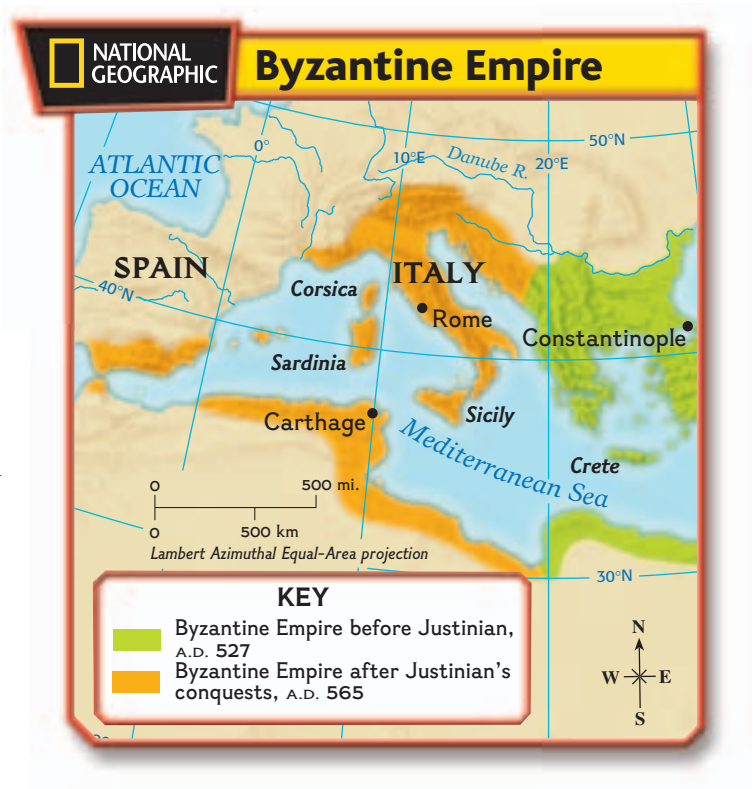 NATIONAL
GEOGRAPHIC
Byzantine Empire
50°N
0°
10°E
Danube R.
20°E
ATLANTIC
OCEAN
SPAIN
ITALY
40°N
Corsica
Rome
Constantinople
Sardinia
Carthage
Sicily
Mediterranean Sea
Crete
0
500 mi.
0
500 km
Lambert Azimuthal Equal-Area projection
30°N
KEY
Byzantine Empire before Justinian,
A.D. 527
Byzantine Empire after Justinian's
conquests, A.D. 565
N
W
E
S